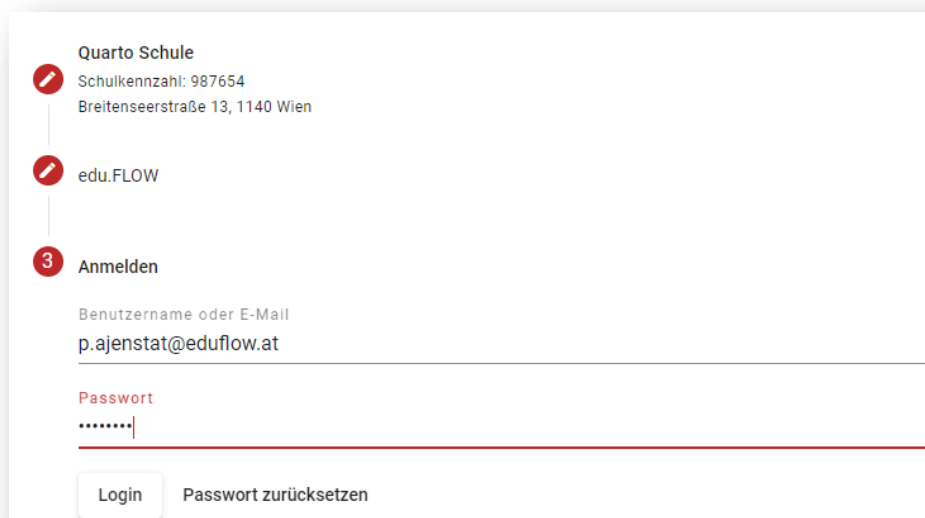 Quarto Schule
Schulkennzahl: 987654
Breitenseerstraße 13, 1140 Wien
edu.FLOW
3 Anmelden
Benutzername oder E-Mail
p.ajenstat@eduflow.at
Passwort
••••••••
Login Passwort zurücksetzen